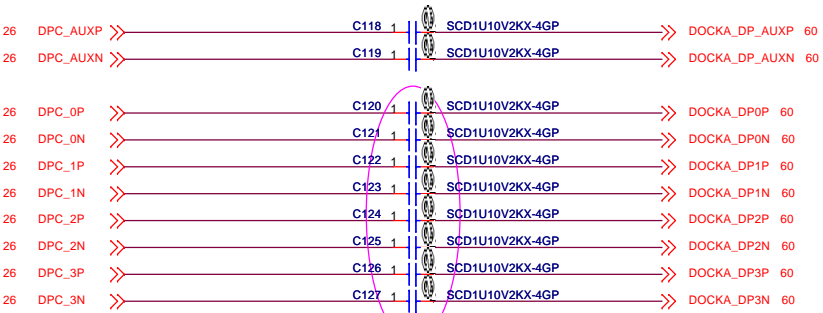 26 DPC_AUXP C118 1 SCD1U10V2KX-4GP DOCKA_DP_AUXP 60
26 DPC_AUXN C119 1 SCD1U10V2KX-4GP DOCKA_DP_AUXN 60
26 DPC_0P C120 1 SCD1U10V2KX-4GP DOCKA_DP0P 60
26 DPC_0N C121 1 SCD1U10V2KX-4GP DOCKA_DP0N 60
26 DPC_1P C122 1 SCD1U10V2KX-4GP DOCKA_DP1P 60
26 DPC_1N C123 1 SCD1U10V2KX-4GP DOCKA_DP1N 60
26 DPC_2P C124 1 SCD1U10V2KX-4GP DOCKA_DP2P 60
26 DPC_2N C125 1 SCD1U10V2KX-4GP DOCKA_DP2N 60
26 DPC_3P C126 1 SCD1U10V2KX-4GP DOCKA_DP3P 60
26 DPC_3N C127 1 SCD1U10V2KX-4GP DOCKA_DP3N 60